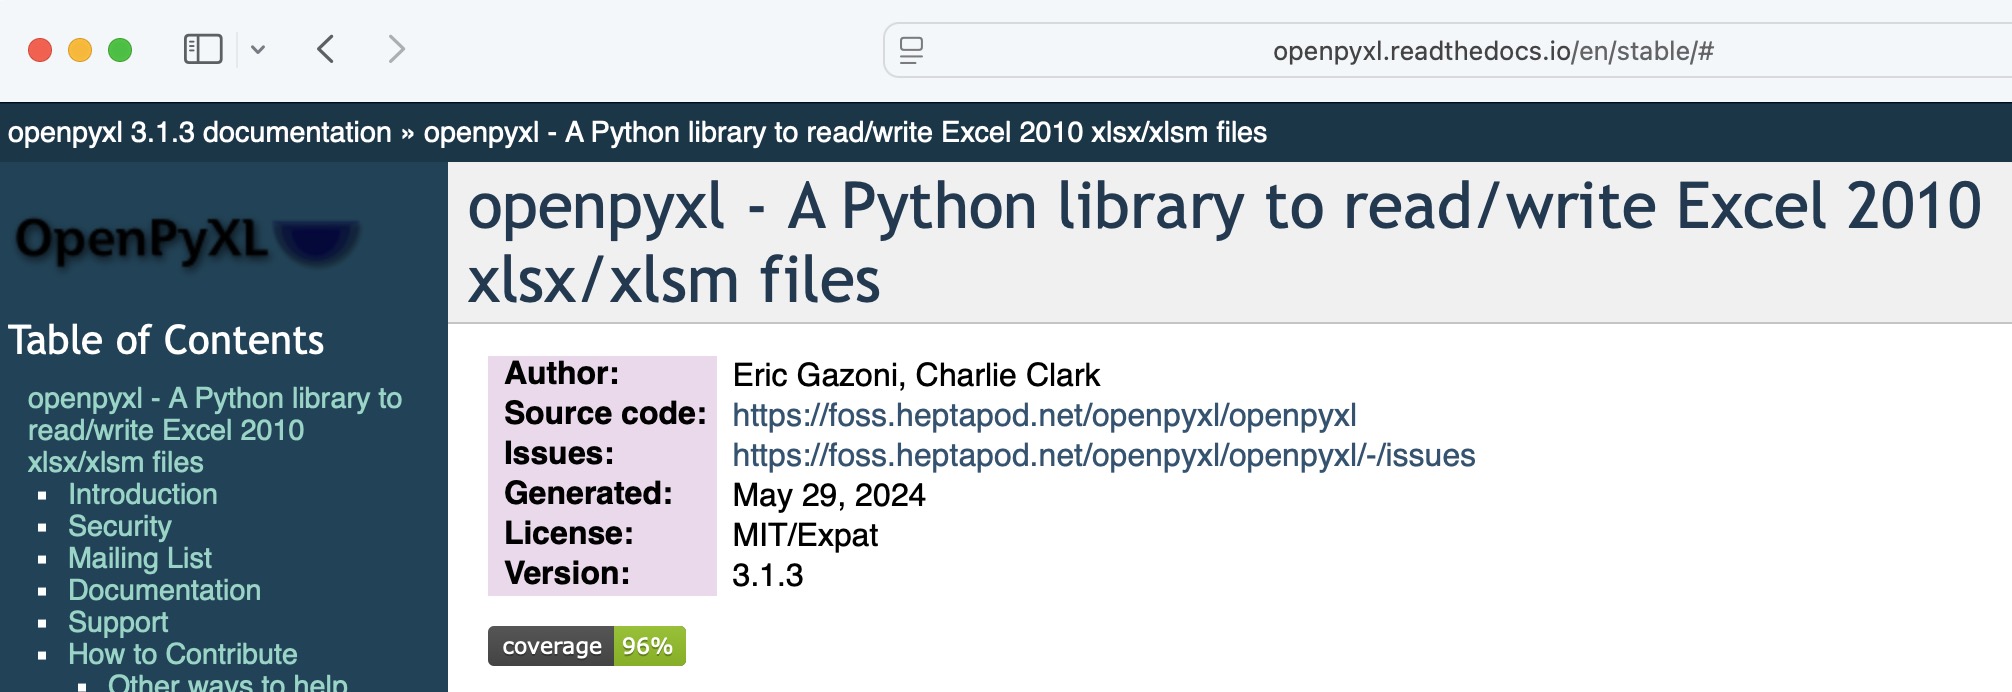 openpyxl.readthedocs.io/en/stable/#
openpyxl 3.1.3 documentation » openpyxl - A Python library to read/write Excel 2010 xlsx/xlsm files
OpenPyXL
Table of Contents
openpyxl - A Python library to
read/write Excel 2010
xlsx/xlsm files
Introduction
Security
Mailing List
Documentation
Support
How to Contribute
Other ways to help
openpyxl - A Python library to read/write Excel 2010
xlsx/xlsm files
Author: Eric Gazoni, Charlie Clark
Source code: https://foss.heptapod.net/openpyxl/openpyxl
Issues: https://foss.heptapod.net/openpyxl/openpyxl/-/issues
Generated: May 29, 2024
License: MIT/Expat
Version: 3.1.3
coverage 96%